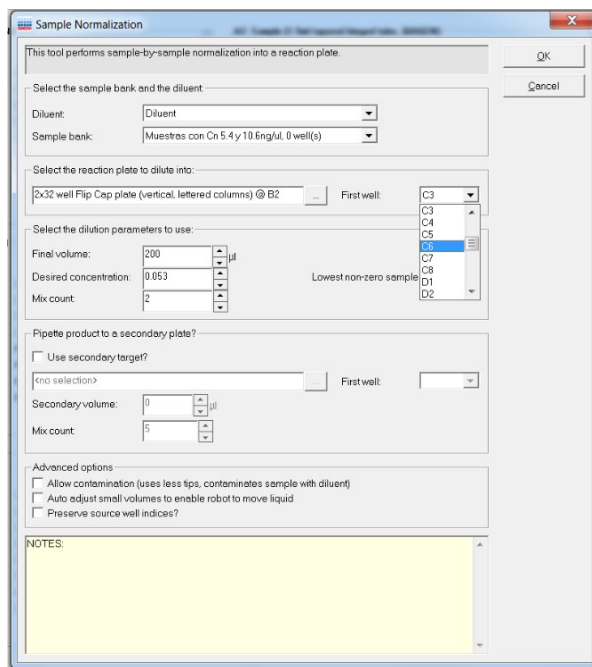 Sample Normalization
This tool performs sample-by-sample normalization into a reaction plate.
OK
Cancel
Select the sample bank and the diluent:
Diluent: Diluent
Sample bank: Muestras con Cn 5.4 y 10.6ng/ul, 0 well(s)
Select the reaction plate to dilute into:
2x32 well Flip Cap plate (vertical, lettered columns) @ B2 ... First well: C3
C3
C4
C5
C6
C7
C8
D1
D2
Select the dilution parameters to use:
Final volume: 200 µl
Desired concentration: 0.053 Lowest non-zero sample
Mix count: 2
Pipette product to a secondary plate?
Use secondary target?
<no selection> ... First well:
Secondary volume: 0 µl
Mix count: 5
Advanced options
Allow contamination (uses less tips, contaminates sample with diluent)
Auto adjust small volumes to enable robot to move liquid
Preserve source well indices?
NOTES: